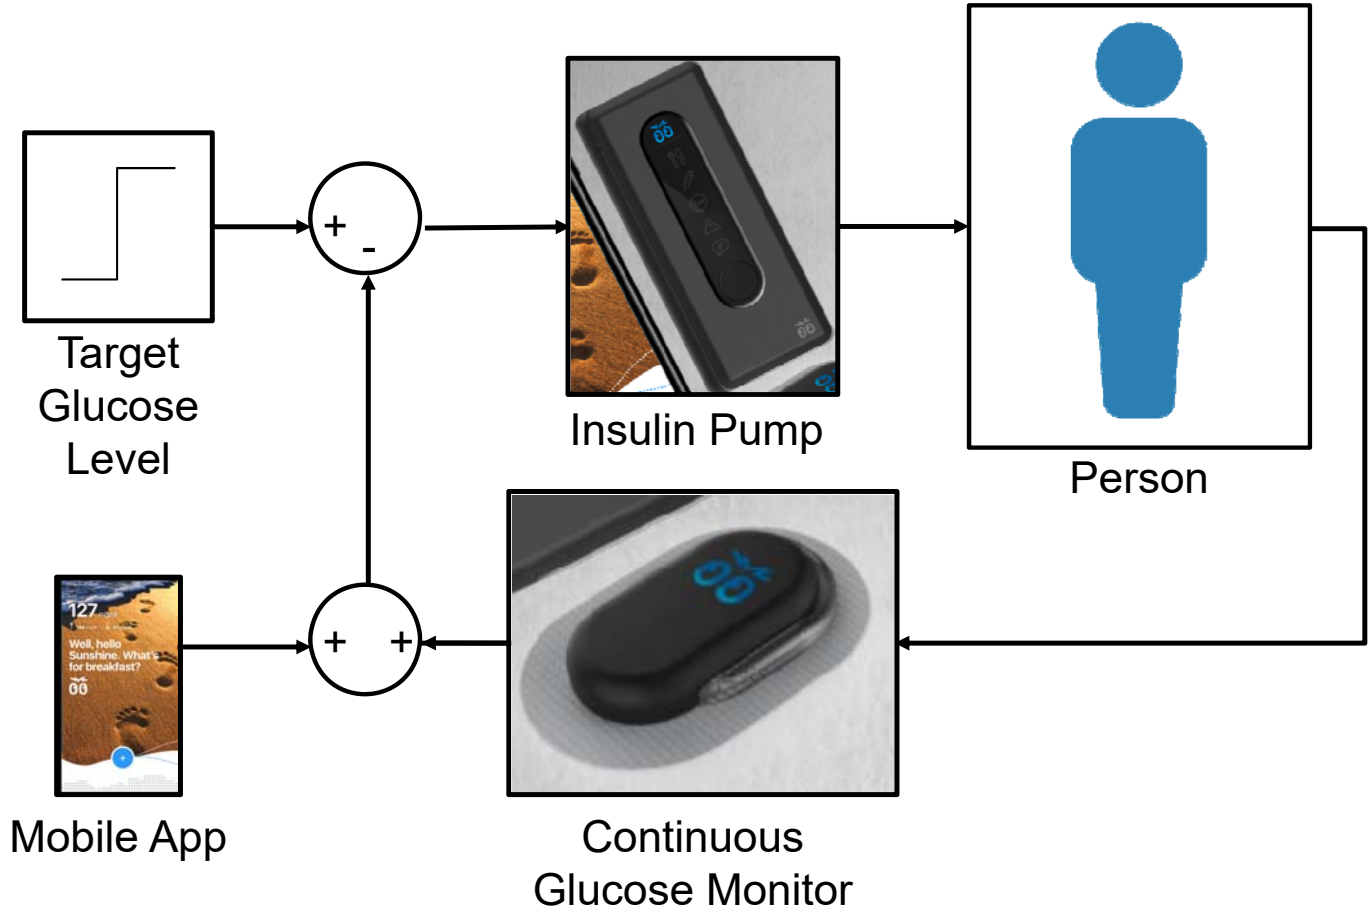 +
-
Target
Glucose
Level
Insulin Pump
Person
127
Well, hello
Sunshine. What's
for breakfast?
+
+
+
Mobile App
Continuous
Glucose Monitor